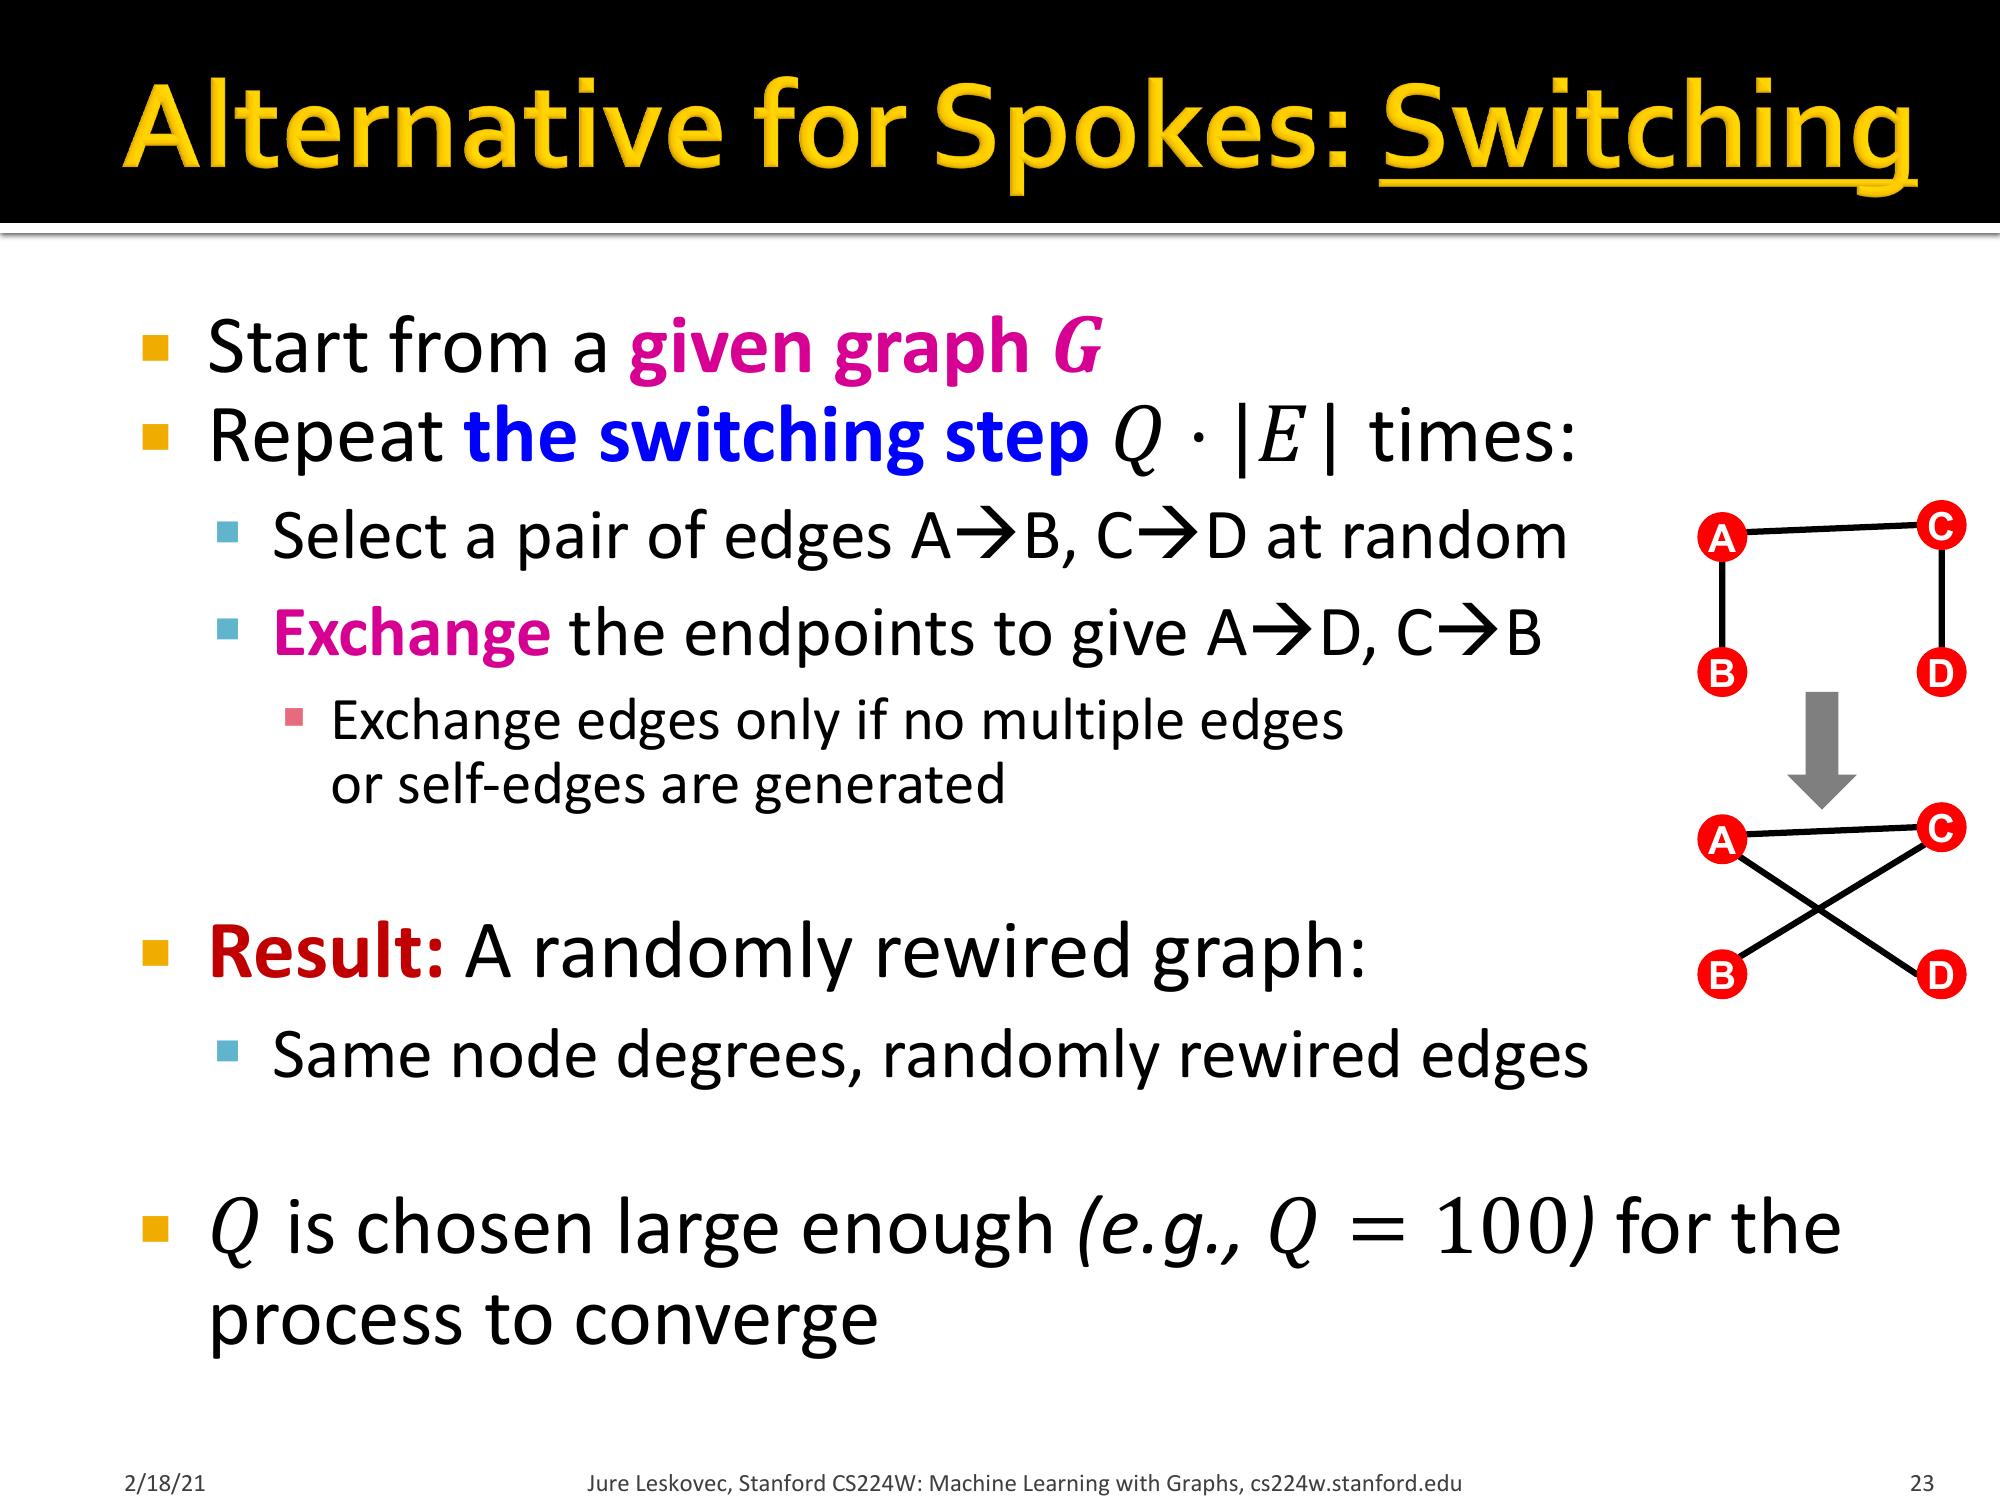 Alternative for Spokes: Switching
Start from a given graph G
Repeat the switching step Q · |E| times:
Select a pair of edges A→B, C→D at random
Exchange the endpoints to give A→D, C→B
Exchange edges only if no multiple edges
or self-edges are generated
A C
B D
A C
B D
Result: A randomly rewired graph:
Same node degrees, randomly rewired edges
Q is chosen large enough (e.g., Q = 100) for the
process to converge
2/18/21 Jure Leskovec, Stanford CS224W: Machine Learning with Graphs, cs224w.stanford.edu 23